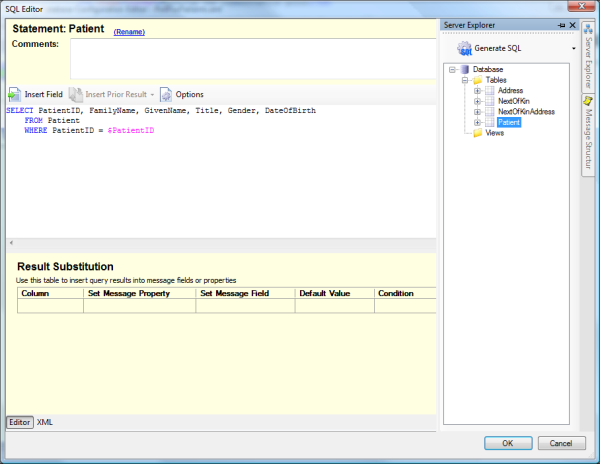 SQL Editor
Statement: Patient (Rename)
Comments:
Insert Field Insert Prior Result Options
SELECT PatientID, FamilyName, GivenName, Title, Gender, DateOfBirth
FROM Patient
WHERE PatientID = $PatientID
Result Substitution
Use this table to insert query results into message fields or properties
Column Set Message Property Set Message Field Default Value Condition
Editor XML
Server Explorer
Generate SQL
Database
Tables
Address
NextOfKin
NextOfKinAddress
Patient
Views
Server Explorer
Message Structur
OK Cancel